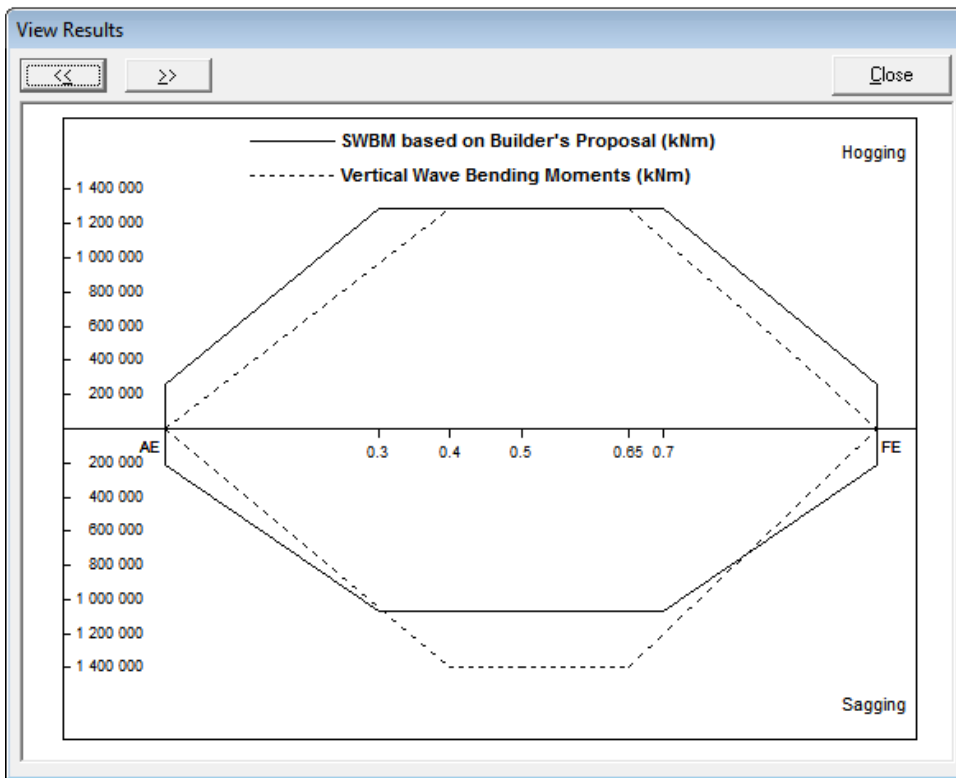 View Results
<< >> Close
SWBM based on Builder's Proposal (kNm)
Hogging
Vertical Wave Bending Moments (kNm)
1 400 000
1 200 000
1 000 000
800 000
600 000
400 000
200 000
AE 0.3 0.4 0.5 0.65 0.7 FE
200 000
400 000
600 000
800 000
1 000 000
1 200 000
1 400 000
Sagging